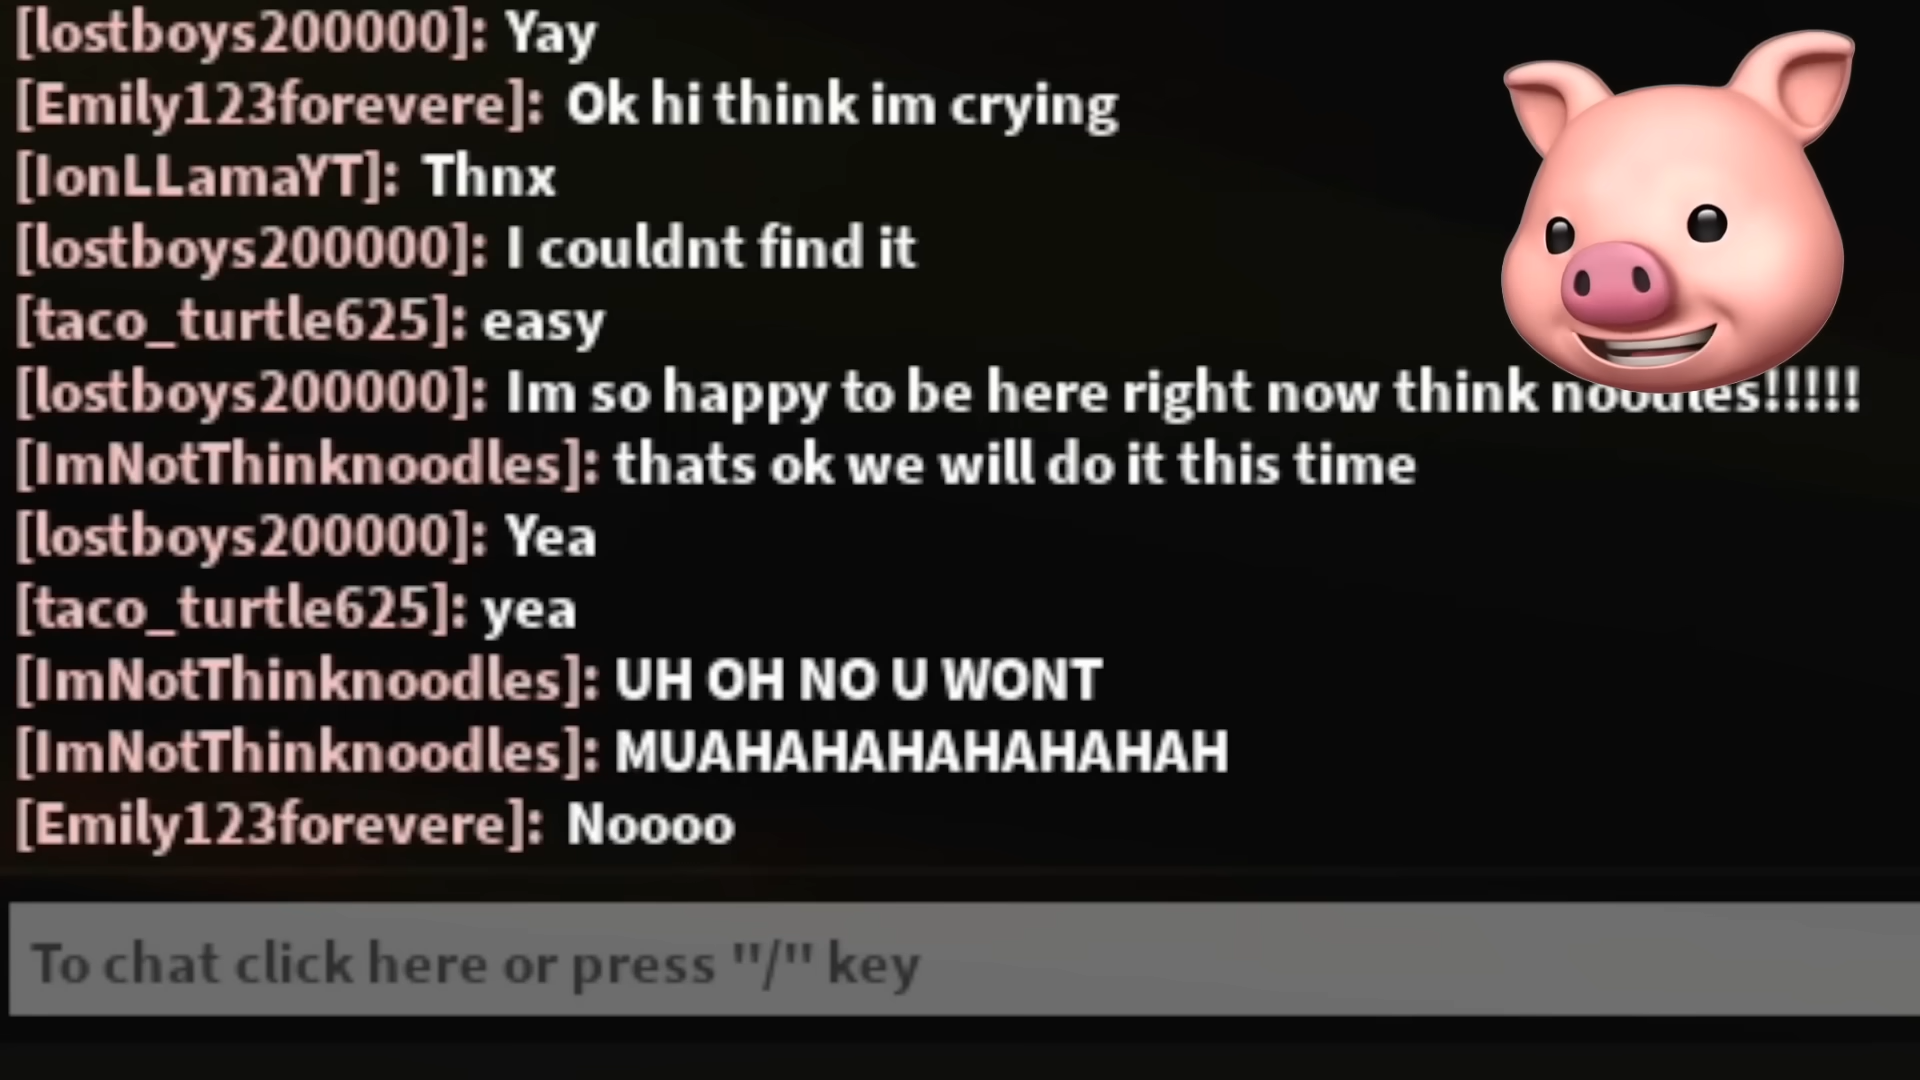 [lostboys200000]: Yay
[Emily123forevere]: Ok hi think im crying
[IonLLamaYT]: Thnx
[lostboys200000]: I couldnt find it
[taco_turtle625]: easy
[lostboys200000]: Im so happy to be here right now think noodles!!!!!
[ImNotThinknoodles]: thats ok we will do it this time
[lostboys200000]: Yea
[taco_turtle625]: yea
[ImNotThinknoodles]: UH OH NO U WONT
[ImNotThinknoodles]: MUAHAHAHAHAHAHAH
[Emily123forevere]: Noooo
To chat click here or press "/" key